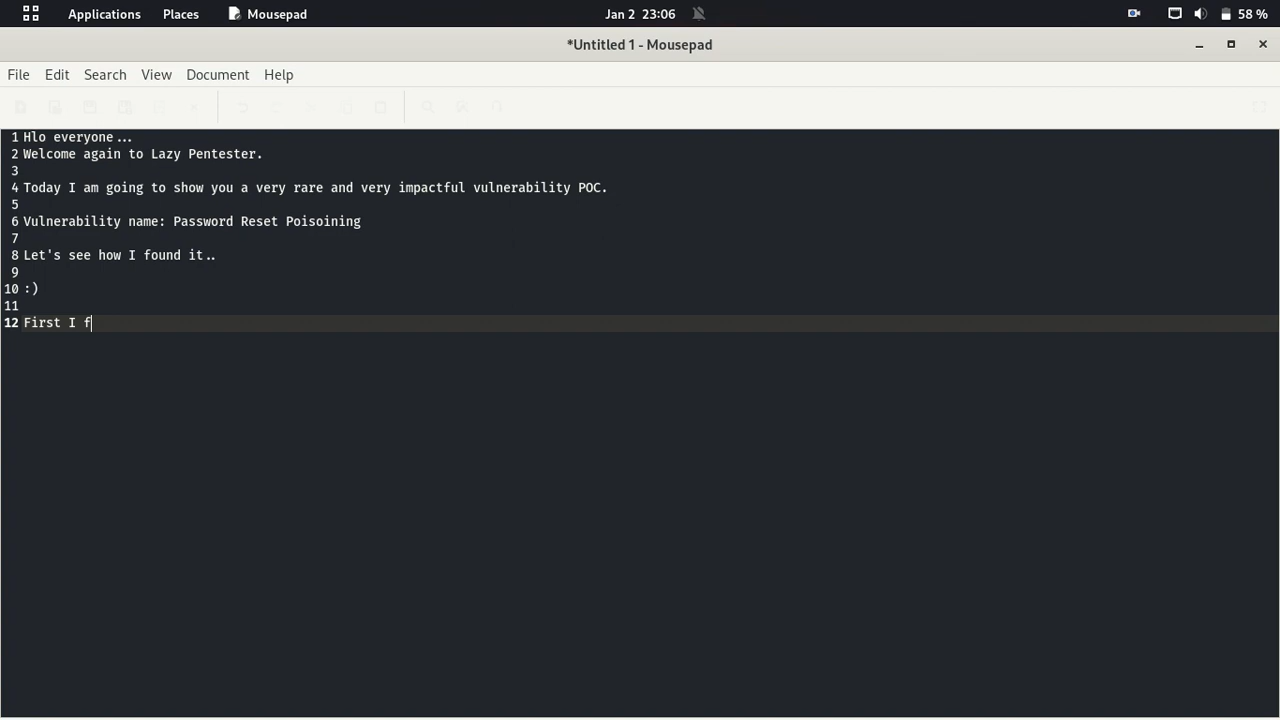 Applications Places Mousepad Jan 2 23:06 58 %
*Untitled 1 - Mousepad
File Edit Search View Document Help
1 Hlo everyone...
2 Welcome again to Lazy Pentester.
3
4 Today I am going to show you a very rare and very impactful vulnerability POC.
5
6 Vulnerability name: Password Reset Poisoining
7
8 Let's see how I found it..
9
10 :)
11
12 First I f